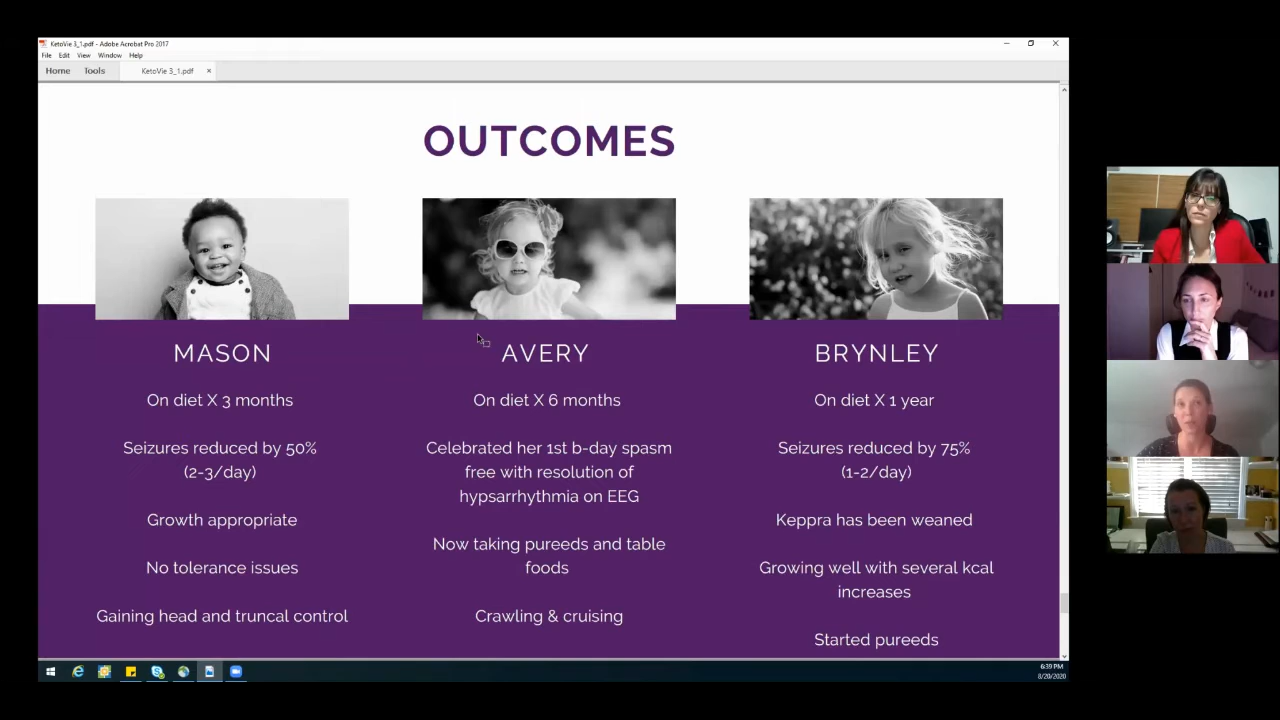 KetoVie 3_1.pdf - Adobe Acrobat Pro 2017
File Edit View Window Help
Home Tools KetoVie 3_1.pdf ×
OUTCOMES
MASON
On diet X 3 months
Seizures reduced by 50%
(2-3/day)
Growth appropriate
No tolerance issues
Gaining head and truncal control
AVERY
On diet X 6 months
Celebrated her 1st b-day spasm
free with resolution of
hypsarrhythmia on EEG
Now taking pureeds and table
foods
Crawling & cruising
BRYNLEY
On diet X 1 year
Seizures reduced by 75%
(1-2/day)
Keppra has been weaned
Growing well with several kcal
increases
Started pureeds
6:39 PM
8/20/2020